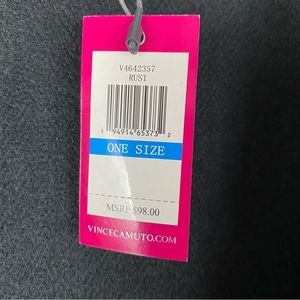 V4642357
RUST
1 94914 65373 2
ONE SIZE
MSRP $98.00
VINCECAMUTO.COM